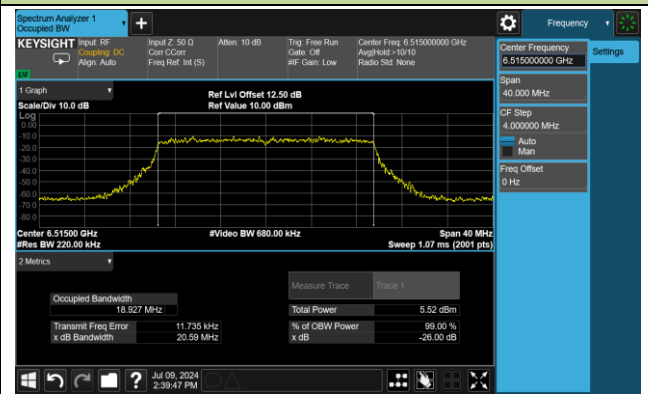 Spectrum Analyzer 1
Occupied BW
Frequency
KEYSIGHT
Input: RF
Coupling: DC
Align: Auto
Input Z: 50 Ω
Corr CCorr
Freq Ref: Int (S)
Atten: 10 dB
Trig: Free Run
Gate: Off
#IF Gain: Low
Center Freq: 6.515000000 GHz
Avg|Hold:>10/10
Radio Std: None
Center Frequency
6.515000000 GHz
Settings
Span
40.000 MHz
CF Step
4.000000 MHz
Auto
Man
Freq Offset
0 Hz
1 Graph
Scale/Div 10.0 dB
Ref Lvl Offset 12.50 dB
Ref Value 10.00 dBm
Log
0.00
-10.0
-20.0
-30.0
-40.0
-50.0
-60.0
-70.0
-80.0
Center 6.51500 GHz
#Video BW 680.00 kHz
Span 40 MHz
#Res BW 220.00 kHz
Sweep 1.07 ms (2001 pts)
2 Metrics
Measure Trace
Trace 1
Occupied Bandwidth
18.927 MHz
Total Power
5.52 dBm
Transmit Freq Error
11.735 kHz
% of OBW Power
99.00 %
x dB Bandwidth
20.59 MHz
x dB
-26.00 dB
Jul 09, 2024
2:39:47 PM